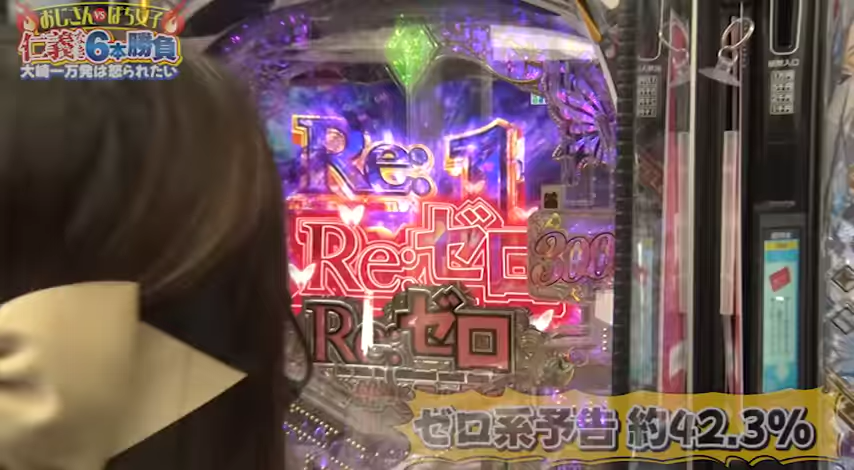 おじさんvsぱち女子
仁義なき6本勝負
大崎一万発は怒られたい
Re:1
Re:ゼロ
300
Re:ゼロ
ゼロ系予告 約42.3%